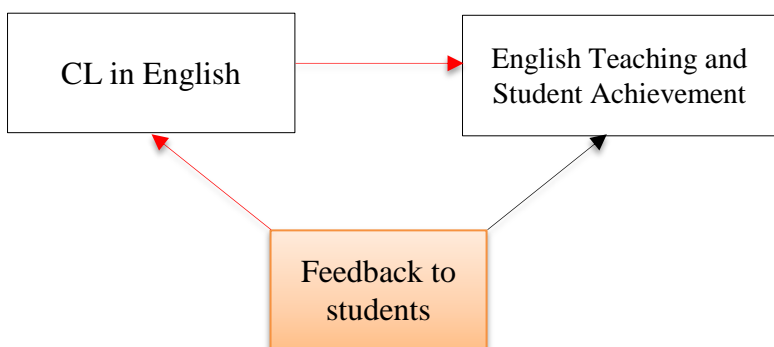 CL in English
English Teaching and
Student Achievement
Feedback to
students